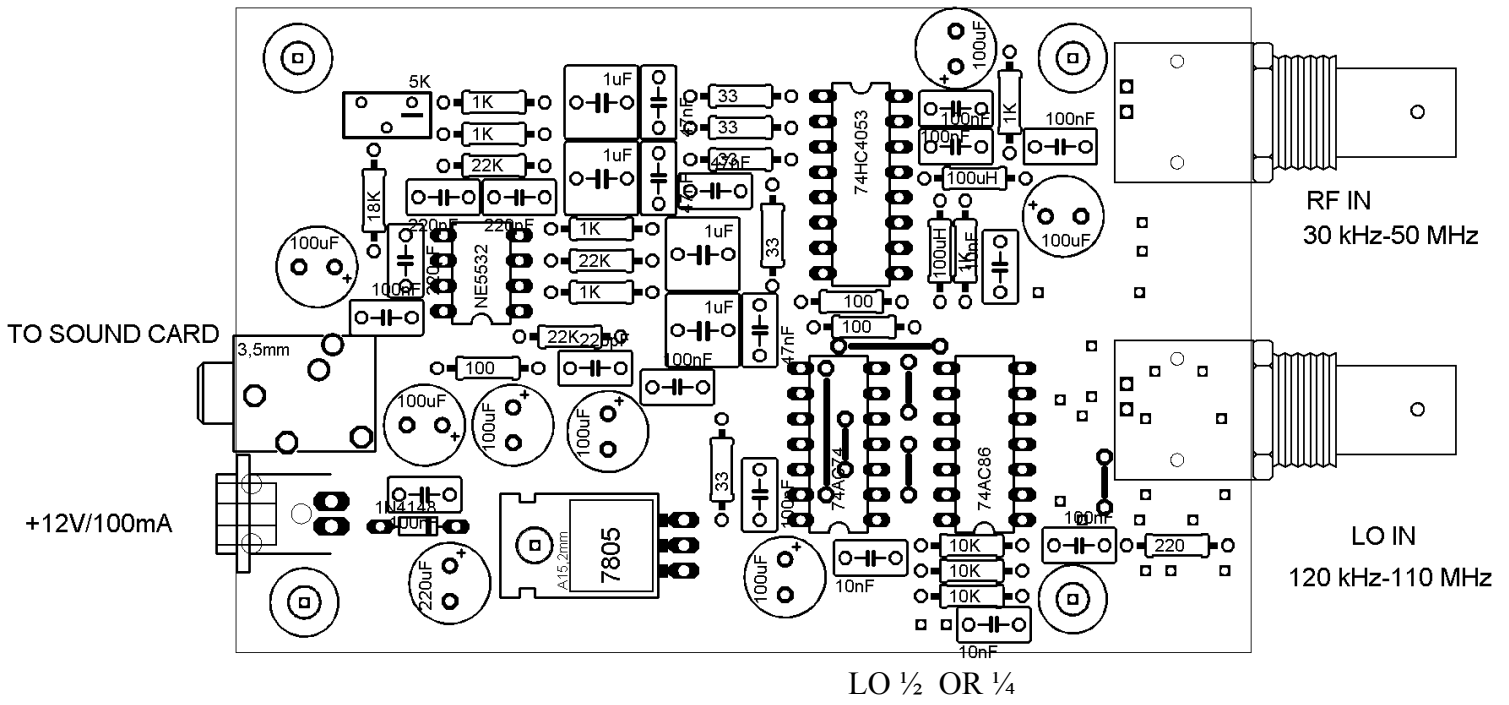 100uF
5K
1K
1uF
47nF
33
100nF
1K
100nF
1K
33
100nF
22K
1uF
47nF
33
47nF
74HC4053
100uH
18K
220nF
220nF
1K
1uF
33
100uF
RF IN
30 kHz-50 MHz
100uF
220nF
NE5532
22K
100uH
1K
10nF
100nF
1K
1uF
47nF
100
TO SOUND CARD
3,5mm
22K
220pF
100
100
100nF
100uF
100uF
100uF
33
100nF
74AC74
74AC86
1N4148
100nF
+12V/100mA
A15,2mm
7805
100nF
220
LO IN
120 kHz-110 MHz
220uF
100uF
10nF
10K
10K
10K
10nF
LO ½ OR ¼